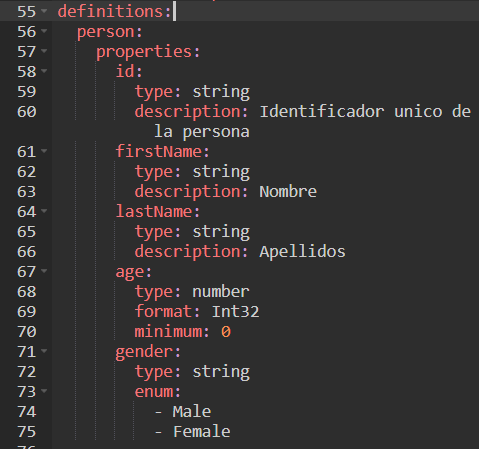 55 definitions:
56 person:
57 properties:
58 id:
59 type: string
60 description: Identificador unico de
la persona
61 firstName:
62 type: string
63 description: Nombre
64 lastName:
65 type: string
66 description: Apellidos
67 age:
68 type: number
69 format: Int32
70 minimum: 0
71 gender:
72 type: string
73 enum:
74 - Male
75 - Female